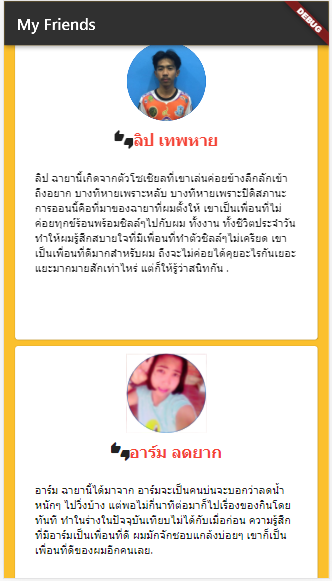 My Friends
DEBUG
ลิป เทพหาย
ลิป ฉายานี้เกิดจากตัวโซเชียลที่เขาเล่นค่อยข้างลึกลักเข้า
ถึงอยาก บางทีหายเพราะหลับ บางทีหายเพราะปิดิสภานะ
การออนนี้คือที่มาของฉายาที่ผมตั้งให้ เขาเป็นเพื่อนที่ไม่
ค่อยทุกข์ร้อนพร้อมชิลล์ๆไปกับผม ทั้งงาน ทั้งชีวิตประจำวัน
ทำให้ผมรู้สึกสบายใจที่มีเพื่อนที่ทำตัวชิลล์ๆไม่เครียด เขา
เป็นเพื่อนที่ดีมากสำหรับผม ถึงจะไม่ค่อยได้คุยอะไรกันเยอะ
แยะมากมายสักเท่าไหร่ แต่ก็ให้รู้ว่าสนิทกัน .
อาร์ม ลดยาก
อาร์ม ฉายานี้ได้มาจาก อาร์มจะเป็นคนบ่นจะบอกว่าลดน้ำ
หนักๆ ไปวิ่งบ้าง แต่พอไม่กี่นาทีต่อมาก็ไปเรื่องของกินโดย
ทันที ทำในร่างในปัจจุบันเทียบไม่ได้กับเมื่อก่อน ความรู้สึก
ที่มีอาร์มเป็นเพื่อนที่ดี ผมมักจักชอบแกล้งบ่อยๆ เขาก็เป็น
เพื่อนที่ดีของผมอีกคนเลย.